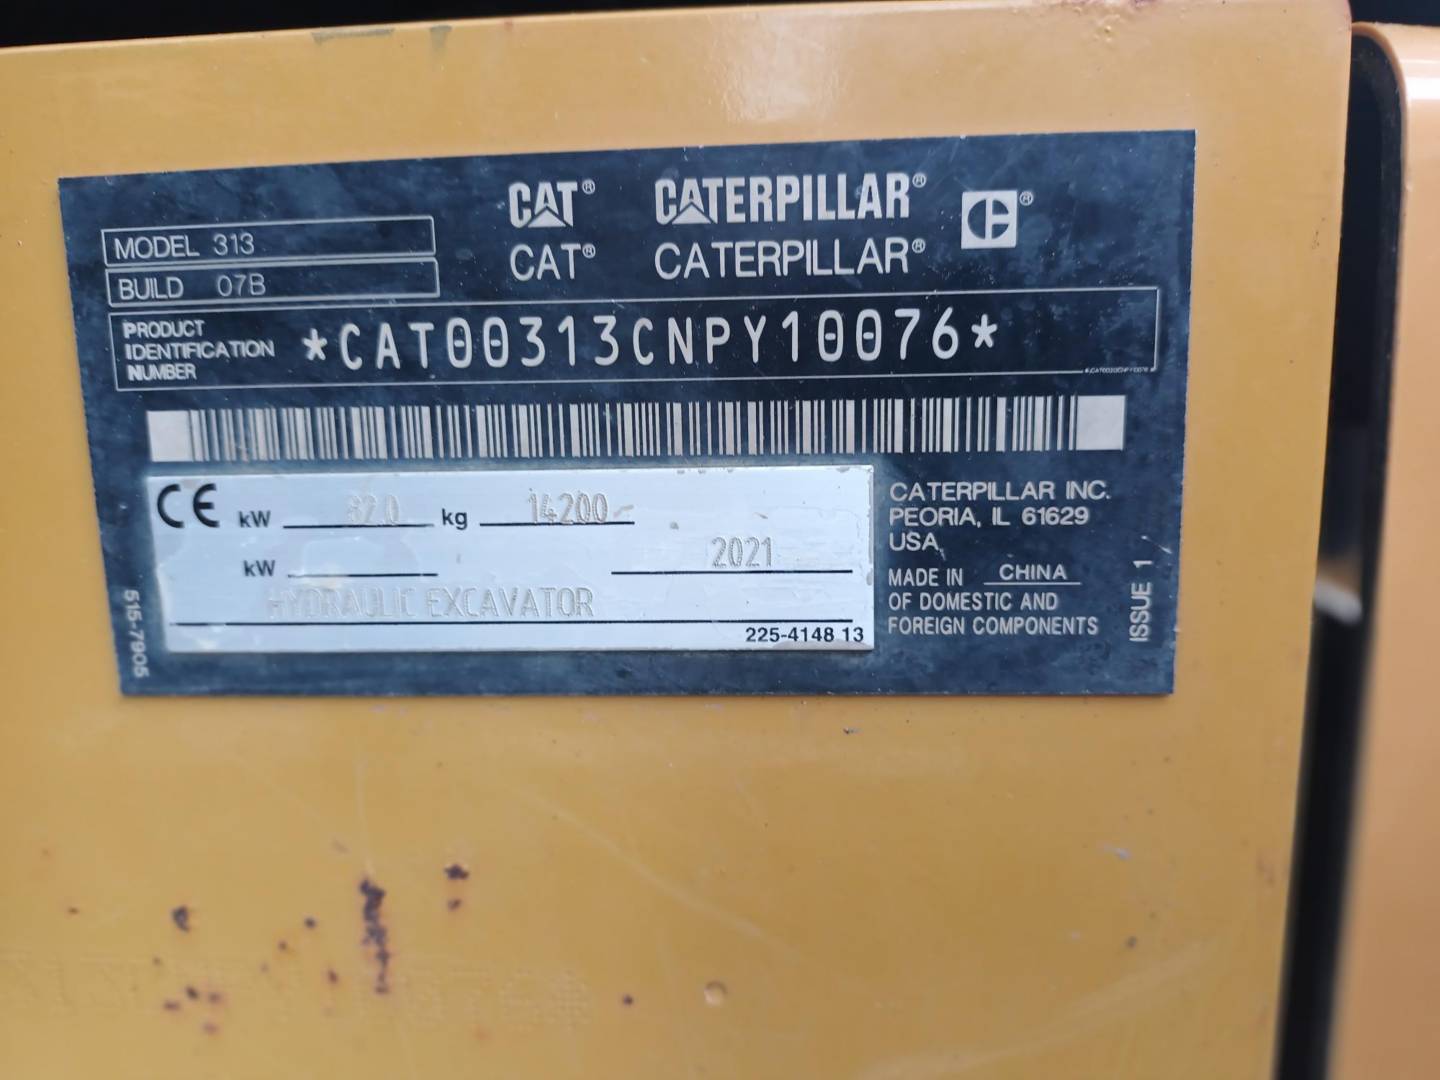 CAT® CATERPILLAR®
CAT® CATERPILLAR®
MODEL 313
BUILD 07B
PRODUCT IDENTIFICATION NUMBER
*CAT00313CNPY10076*
CE kW 82.0 kg 14200
kW 2021
HYDRAULIC EXCAVATOR
225-4148 13
CATERPILLAR INC.
PEORIA, IL 61629
USA
MADE IN CHINA
OF DOMESTIC AND
FOREIGN COMPONENTS
ISSUE 1
515-7905